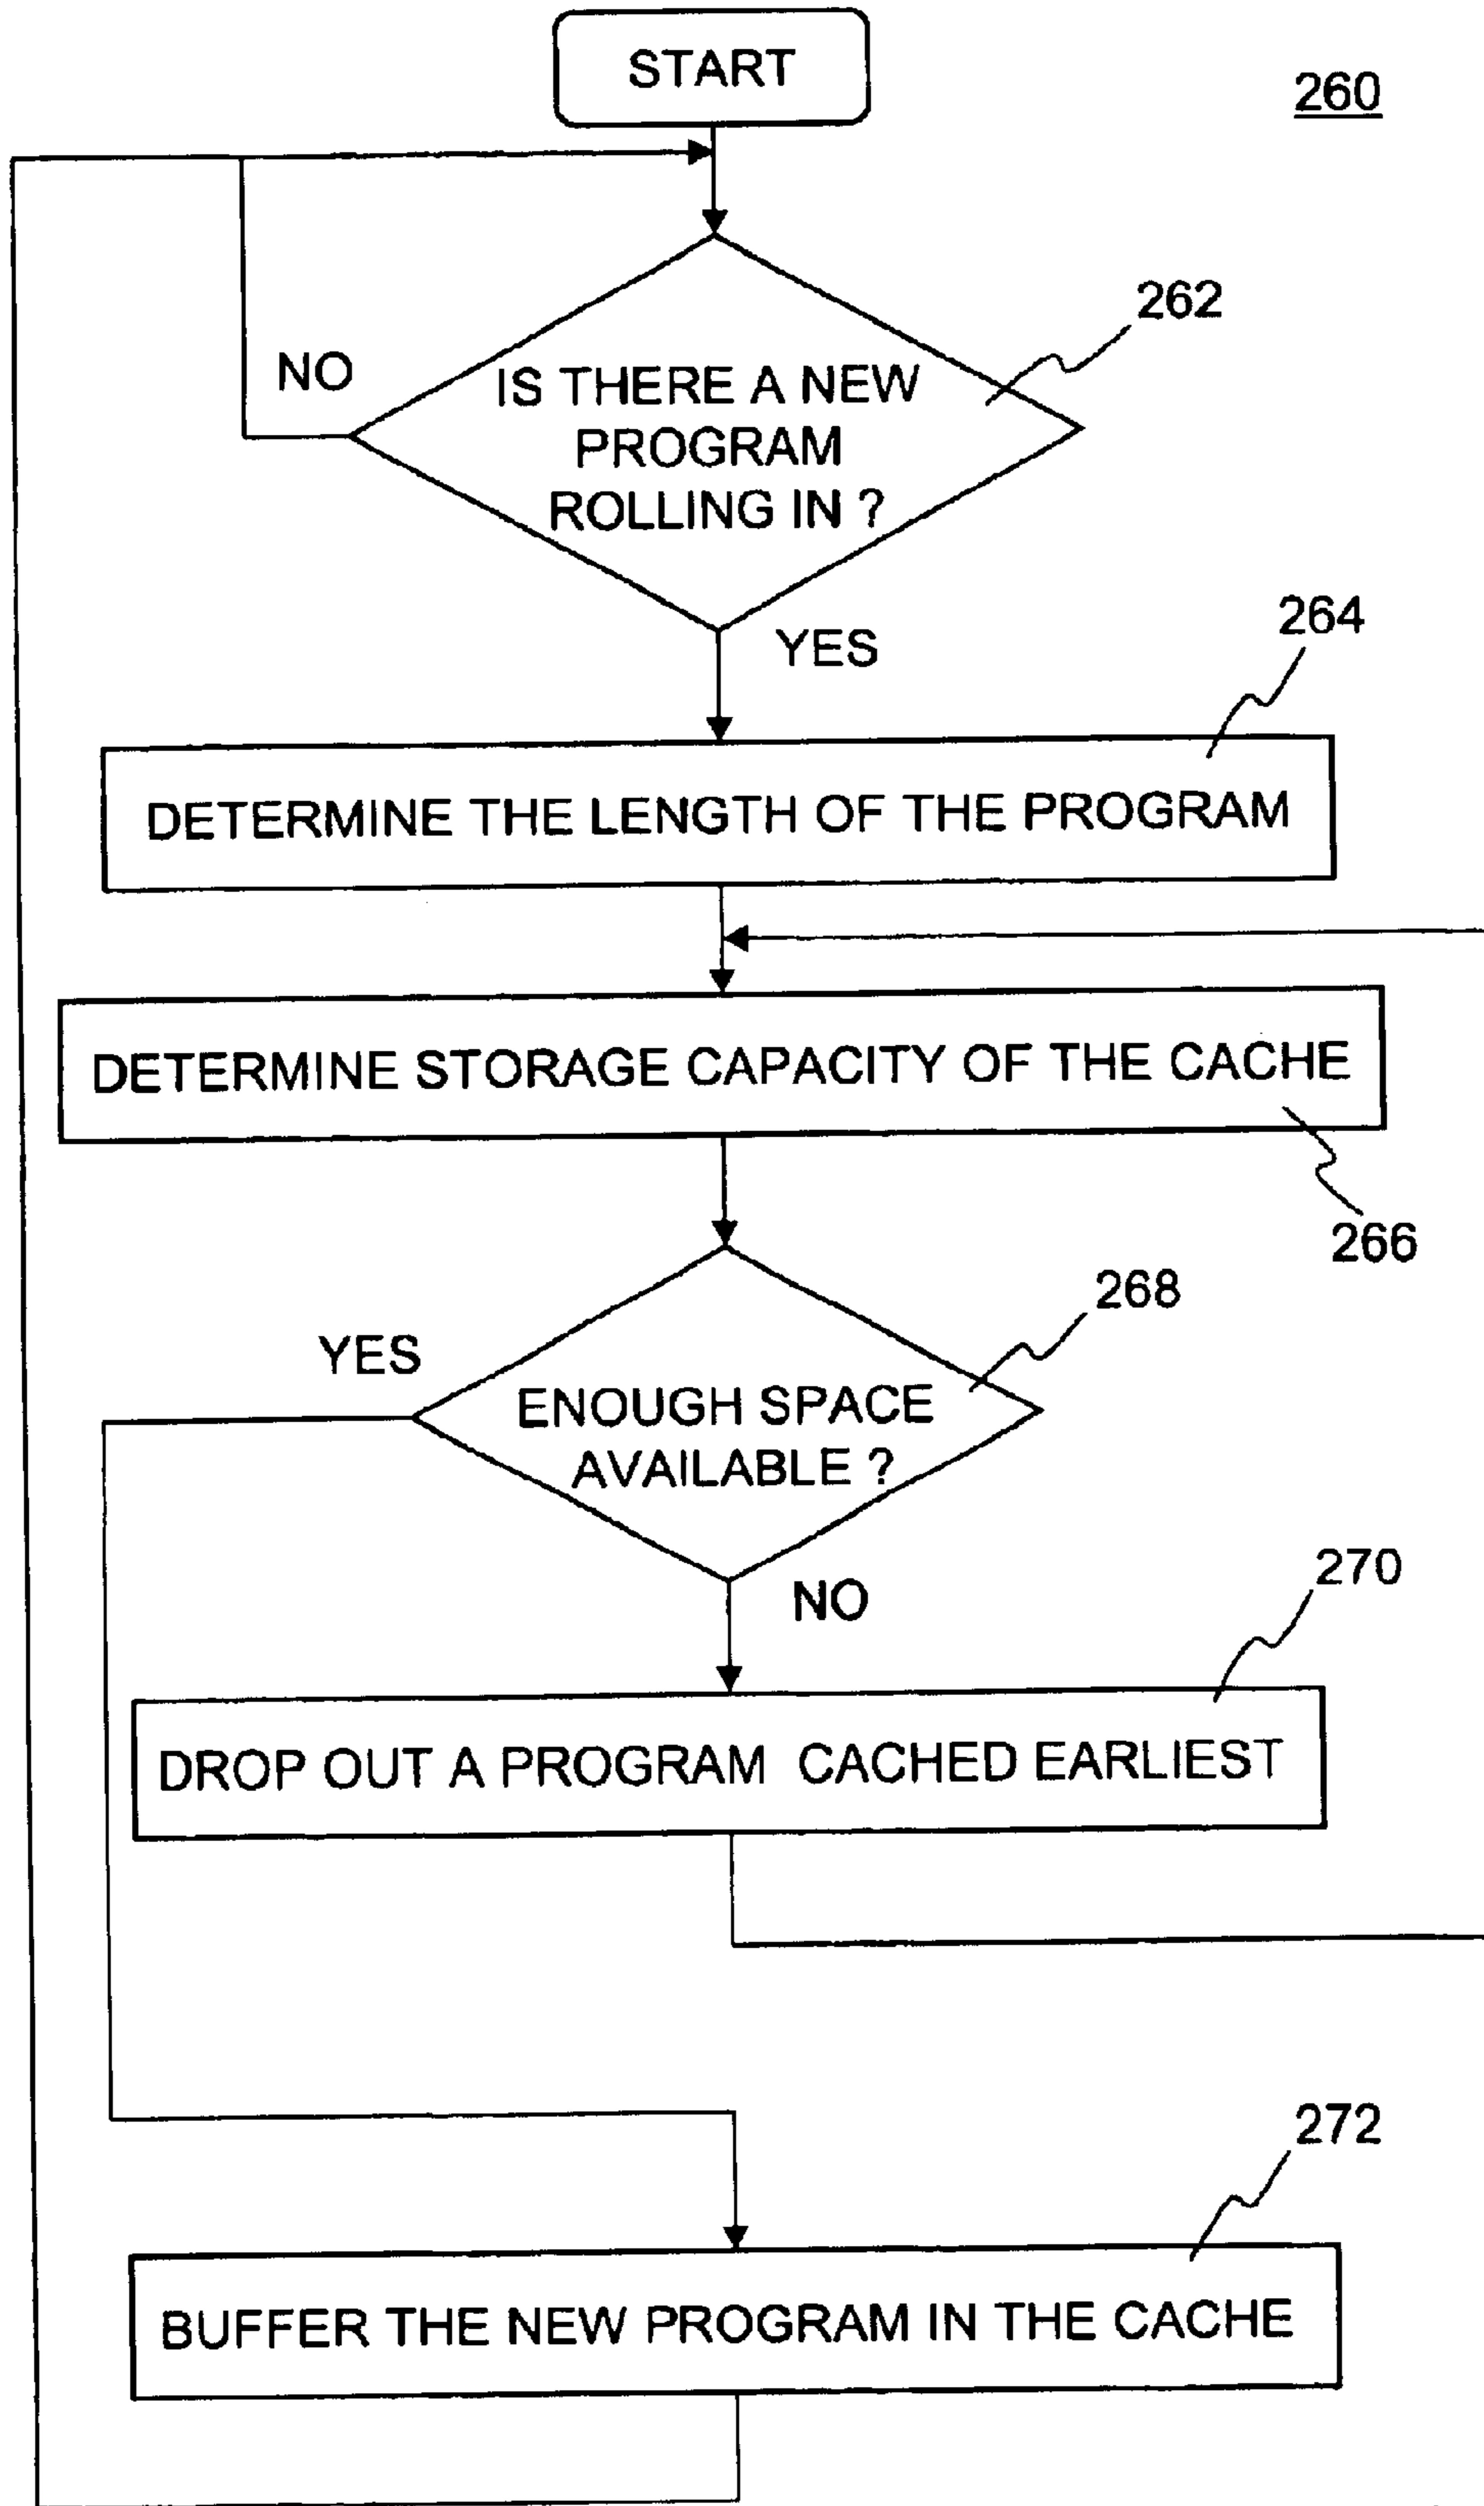 START
260
262
NO
IS THERE A NEW
PROGRAM
ROLLING IN ?
YES
264
DETERMINE THE LENGTH OF THE PROGRAM
DETERMINE STORAGE CAPACITY OF THE CACHE
266
268
YES
ENOUGH SPACE
AVAILABLE ?
NO
270
DROP OUT A PROGRAM CACHED EARLIEST
272
BUFFER THE NEW PROGRAM IN THE CACHE